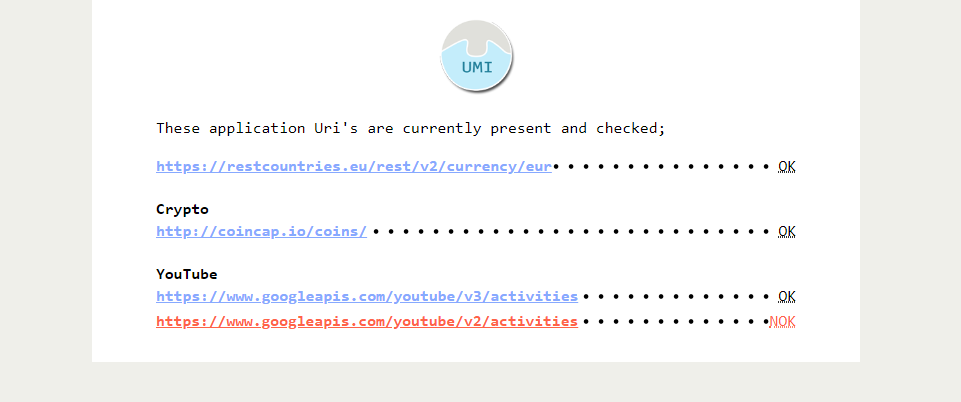 UMI
These application Uri's are currently present and checked;
https://restcountries.eu/rest/v2/currency/eur• • • • • • • • • • • • • • • OK
Crypto
http://coincap.io/coins/ • • • • • • • • • • • • • • • • • • • • • • • • • • • OK
YouTube
https://www.googleapis.com/youtube/v3/activities • • • • • • • • • • • • • OK
https://www.googleapis.com/youtube/v2/activities • • • • • • • • • • • • •NOK